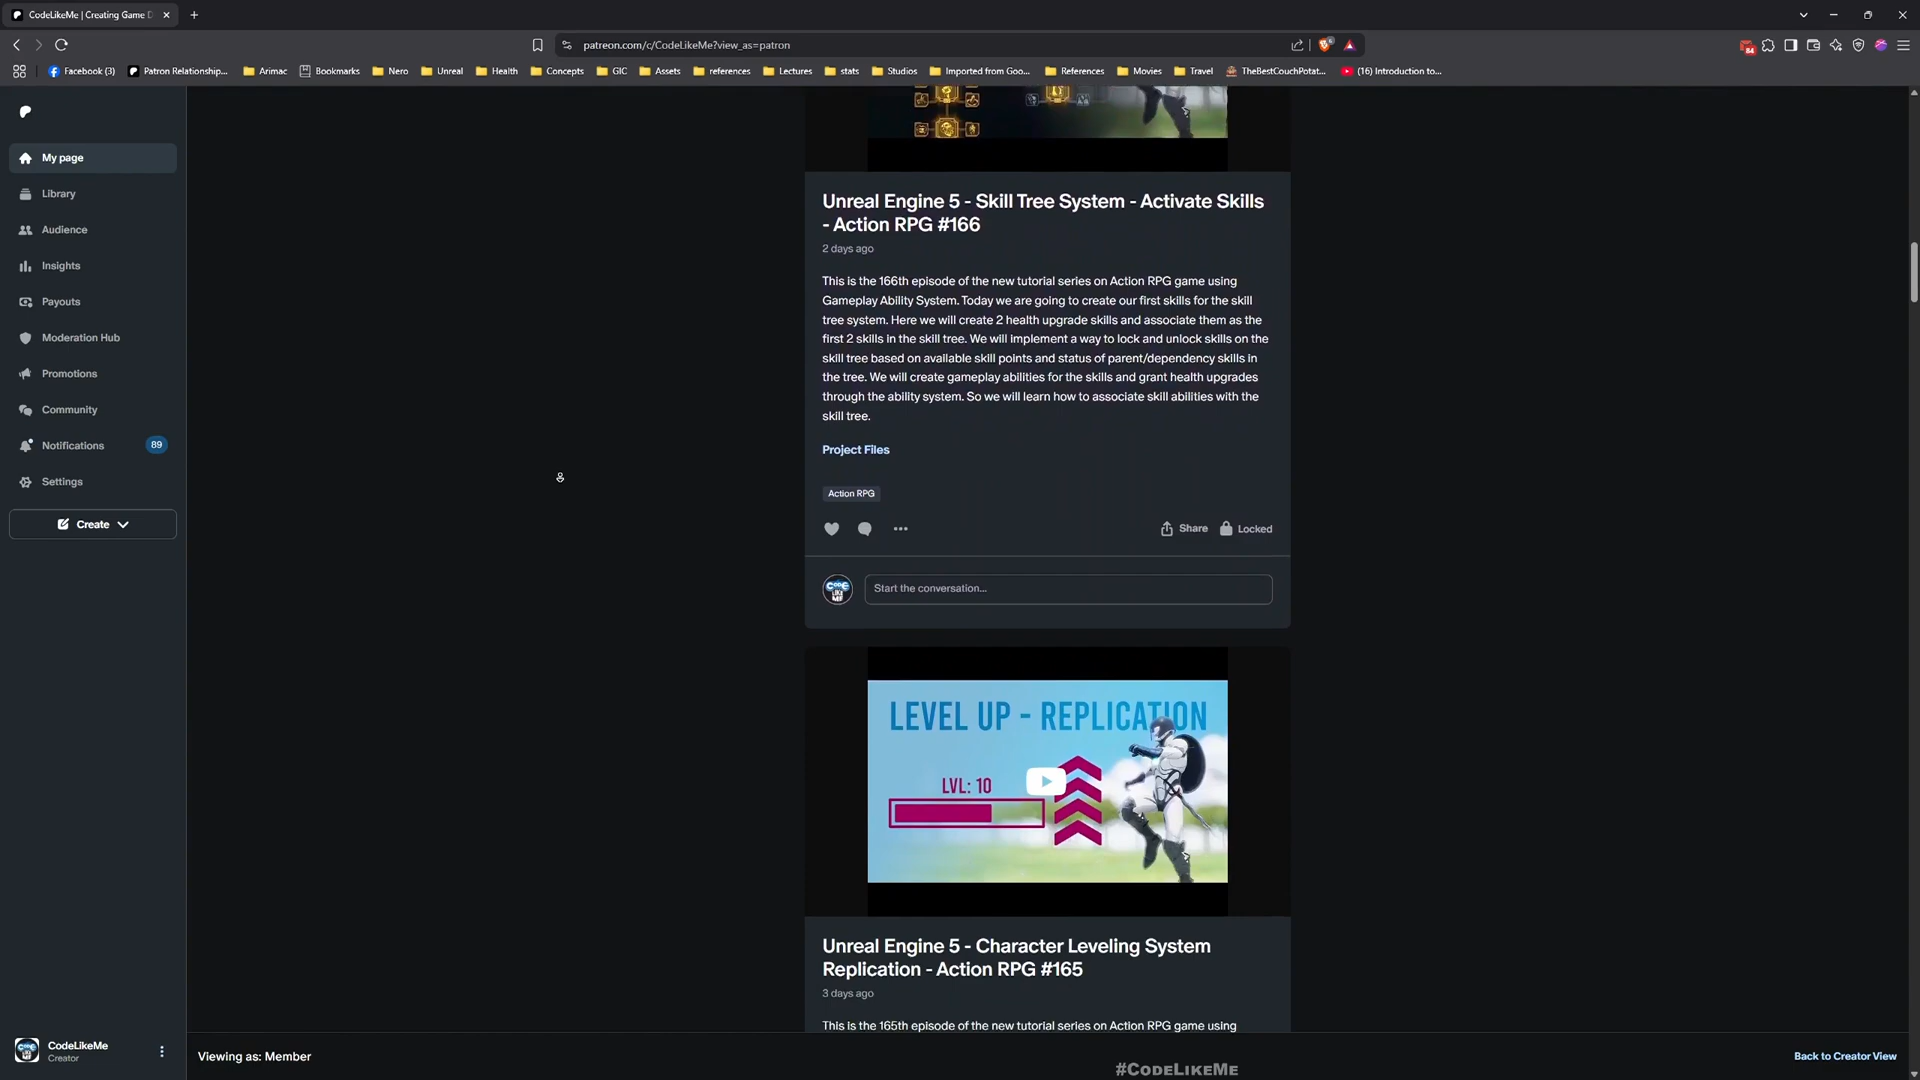 CodeLikeMe | Creating Game D
patreon.com/c/CodeLikeMe?view_as=patron
84
Facebook (3)
Patron Relationship...
Arimac
Bookmarks
Nero
Unreal
Health
Concepts
GIC
Assets
references
Lectures
stats
Studios
Imported from Goo...
References
Movies
Travel
TheBestCouchPotat...
(16) Introduction to...
My page
Library
Audience
Insights
Payouts
Moderation Hub
Promotions
Community
Notifications
89
Settings
Create
CodeLikeMe
Creator
Unreal Engine 5 - Skill Tree System - Activate Skills
- Action RPG #166
2 days ago
This is the 166th episode of the new tutorial series on Action RPG game using
Gameplay Ability System. Today we are going to create our first skills for the skill
tree system. Here we will create 2 health upgrade skills and associate them as the
first 2 skills in the skill tree. We will implement a way to lock and unlock skills on the
skill tree based on available skill points and status of parent/dependency skills in
the tree. We will create gameplay abilities for the skills and grant health upgrades
through the ability system. So we will learn how to associate skill abilities with the
skill tree.
Project Files
Action RPG
Share
Locked
CODE
LIKE
ME
Start the conversation...
LEVEL UP - REPLICATION
LVL: 10
Unreal Engine 5 - Character Leveling System
Replication - Action RPG #165
3 days ago
This is the 165th episode of the new tutorial series on Action RPG game using
Viewing as: Member
Back to Creator View
#CODELIKEME